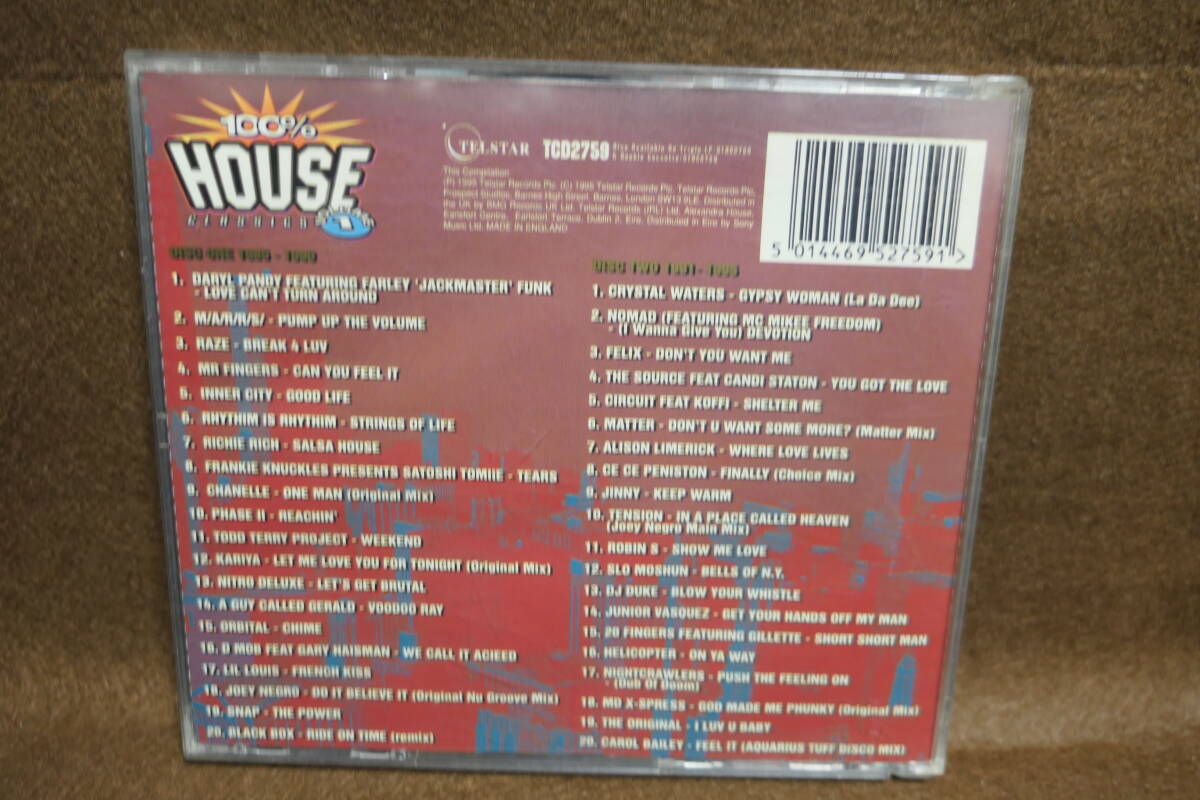 100%
HOUSE
CLASSICS
1
TELSTAR
TCD2759
This Compilation
(P) 1995 Telstar Records Plc. (C) 1995 Telstar Records Plc. Telstar Records Plc,
Prospect Studios, Barnes High Street, Barnes, London SW13 9LE. Distributed in
the UK by BMG Records UK Ltd. Telstar Records (IRL) Ltd. Alexandra House,
Earlsfort Centre, Earlsfort Terrace, Dublin 2, Eire. Distributed in Eire by Sony
Music Ltd. MADE IN ENGLAND
5 014469 527591 >
DISC ONE
1. DARYL PANDY FEATURING FARLEY 'JACKMASTER' FUNK
- LOVE CAN'T TURN AROUND
2. M/A/R/R/S/ - PUMP UP THE VOLUME
3. RAZE - BREAK 4 LUV
4. MR FINGERS - CAN YOU FEEL IT
5. INNER CITY - GOOD LIFE
6. RHYTHIM IS RHYTHIM - STRINGS OF LIFE
7. RICHIE RICH - SALSA HOUSE
8. FRANKIE KNUCKLES PRESENTS SATOSHI TOMIIE - TEARS
9. CHANELLE - ONE MAN (Original Mix)
10. PHASE II - REACHIN'
11. TODD TERRY PROJECT - WEEKEND
12. KARIYA - LET ME LOVE YOU FOR TONIGHT (Original Mix)
13. NITRO DELUXE - LET'S GET BRUTAL
14. A GUY CALLED GERALD - VOODOO RAY
15. ORBITAL - CHIME
16. D MOB FEAT GARY HAISMAN - WE CALL IT ACIEED
17. LIL LOUIS - FRENCH KISS
18. JOEY NEGRO - DO IT BELIEVE IT (Original Nu Groove Mix)
19. SNAP - THE POWER
20. BLACK BOX - RIDE ON TIME (remix)
DISC TWO 1991 - 1995
1. CRYSTAL WATERS - GYPSY WOMAN (La Da Dee)
2. NOMAD (FEATURING MC MIKEE FREEDOM)
- (I Wanna Give You) DEVOTION
3. FELIX - DON'T YOU WANT ME
4. THE SOURCE FEAT CANDI STATON - YOU GOT THE LOVE
5. CIRCUIT FEAT KOFFI - SHELTER ME
6. MATTER - DON'T U WANT SOME MORE? (Matter Mix)
7. ALISON LIMERICK - WHERE LOVE LIVES
8. CE CE PENISTON - FINALLY (Choice Mix)
9. JINNY - KEEP WARM
10. TENSION - IN A PLACE CALLED HEAVEN
(Joey Negro Main Mix)
11. ROBIN S - SHOW ME LOVE
12. SLO MOSHUN - BELLS OF N.Y.
13. DJ DUKE - BLOW YOUR WHISTLE
14. JUNIOR VASQUEZ - GET YOUR HANDS OFF MY MAN
15. 20 FINGERS FEATURING GILLETTE - SHORT SHORT MAN
16. HELICOPTER - ON YA WAY
17. NIGHTCRAWLERS - PUSH THE FEELING ON
- (Dub Of Doom)
18. MD X-SPRESS - GOD MADE ME PHUNKY (Original Mix)
19. THE ORIGINAL - I LUV U BABY
20. CAROL BAILEY - FEEL IT (AQUARIUS TUFF DISCO MIX)